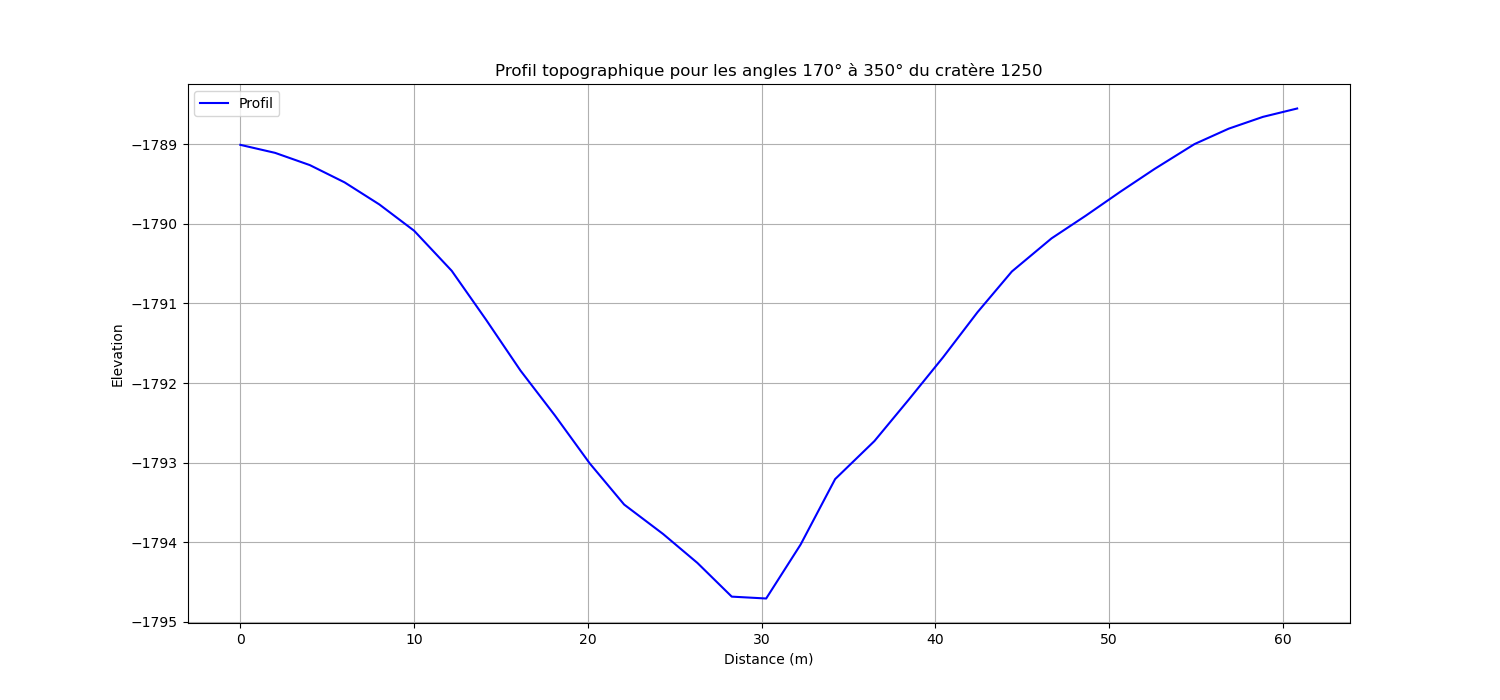 Profil topographique pour les angles 170° à 350° du cratère 1250
Profil
−1789
−1790
−1791
−1792
−1793
−1794
−1795
Elevation
0 10 20 30 40 50 60
Distance (m)